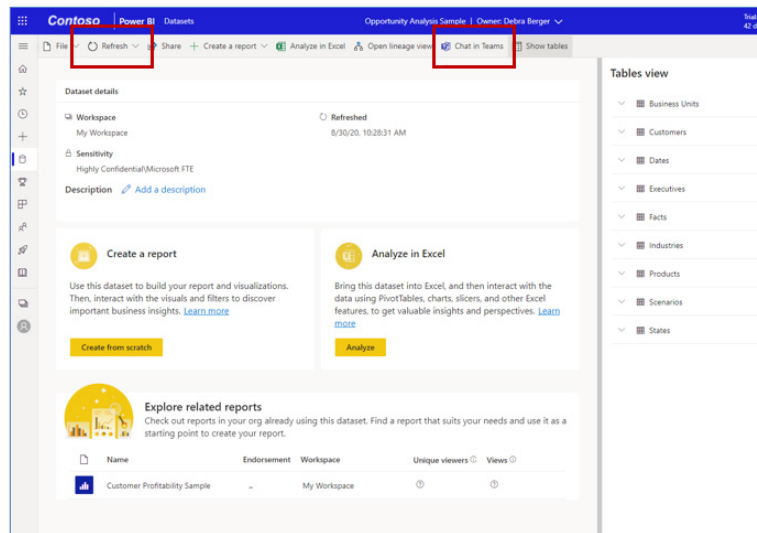 Contoso Power BI Datasets
Opportunity Analysis Sample | Owner: Debra Berger
File
Refresh
Share
Create a report
Analyze in Excel
Open lineage view
Chat in Teams
Show tables
Dataset details
Workspace
My Workspace
Refreshed
8/30/20, 10:28:31 AM
Sensitivity
Highly Confidential\Microsoft FTE
Description Add a description
Create a report
Use this dataset to build your report and visualizations.
Then, interact with the visuals and filters to discover
important business insights. Learn more
Create from scratch
Analyze in Excel
Bring this dataset into Excel, and then interact with the
data using PivotTables, charts, slicers, and other Excel
features, to get valuable insights and perspectives. Learn
more
Analyze
Explore related reports
Check out reports in your org already using this dataset. Find a report that suits your needs and use it as a
starting point to create your report.
Name Endorsement Workspace Unique viewers Views
Customer Profitability Sample – My Workspace
Tables view
Business Units
Customers
Dates
Executives
Facts
Industries
Products
Scenarios
States